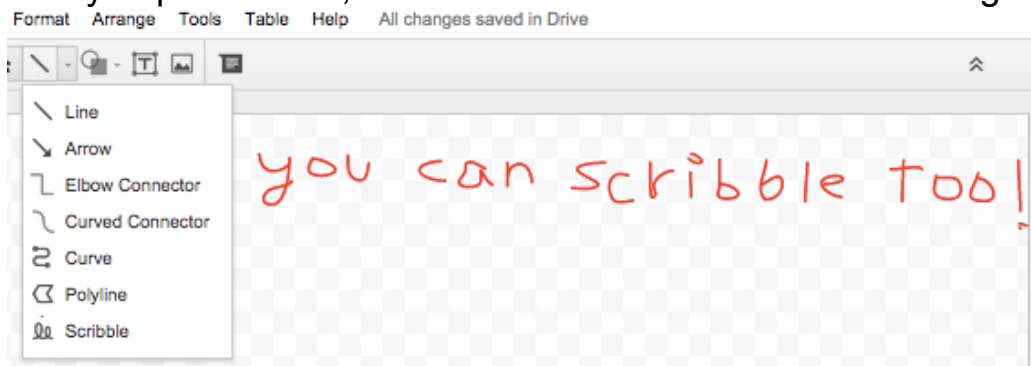 Format Arrange Tools Table Help All changes saved in Drive
T
Line
Arrow
you can scribble too!
Elbow Connector
Curved Connector
Curve
Polyline
Scribble